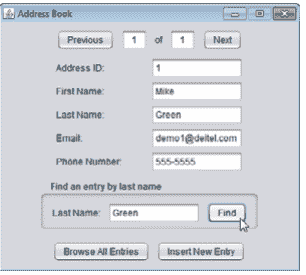 Address Book
Previous 1 of 1 Next
Address ID: 1
First Name: Mike
Last Name: Green
Email: demo1@deitel.com
Phone Number: 555-5555
Find an entry by last name
Last Name: Green Find
Browse All Entries Insert New Entry